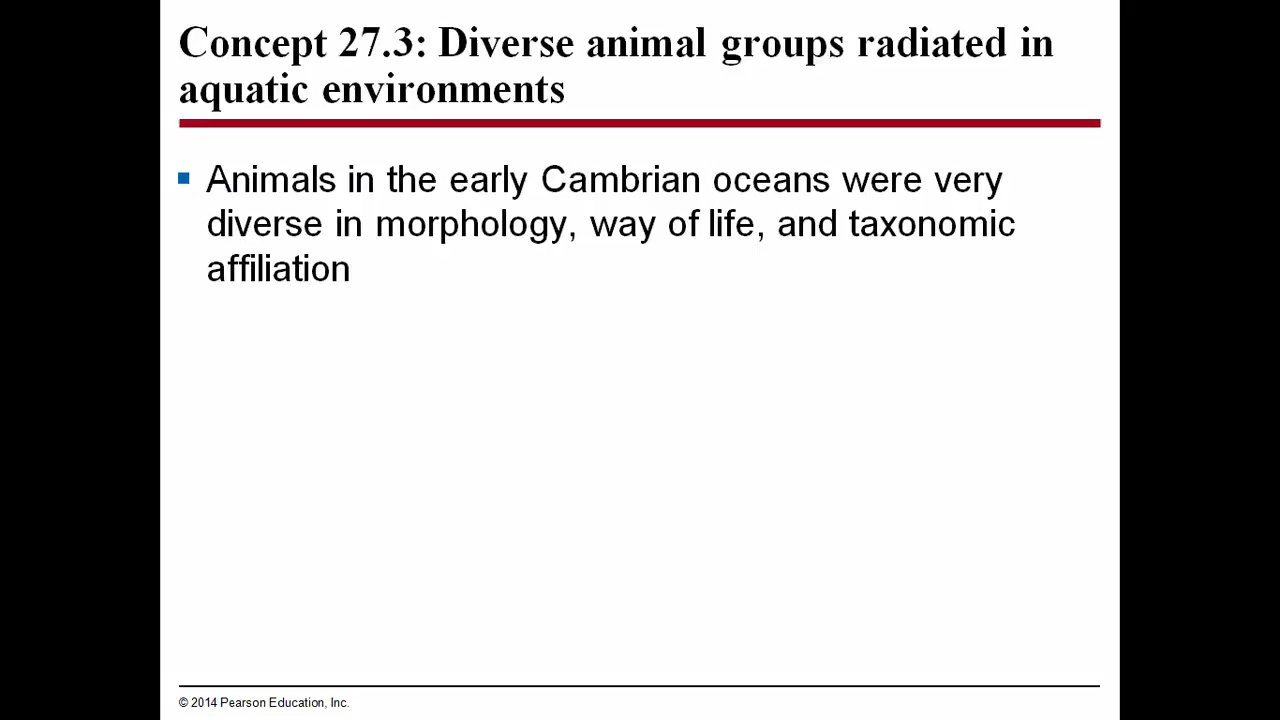 Concept 27.3: Diverse animal groups radiated in
aquatic environments
Animals in the early Cambrian oceans were very
diverse in morphology, way of life, and taxonomic
affiliation
© 2014 Pearson Education, Inc.